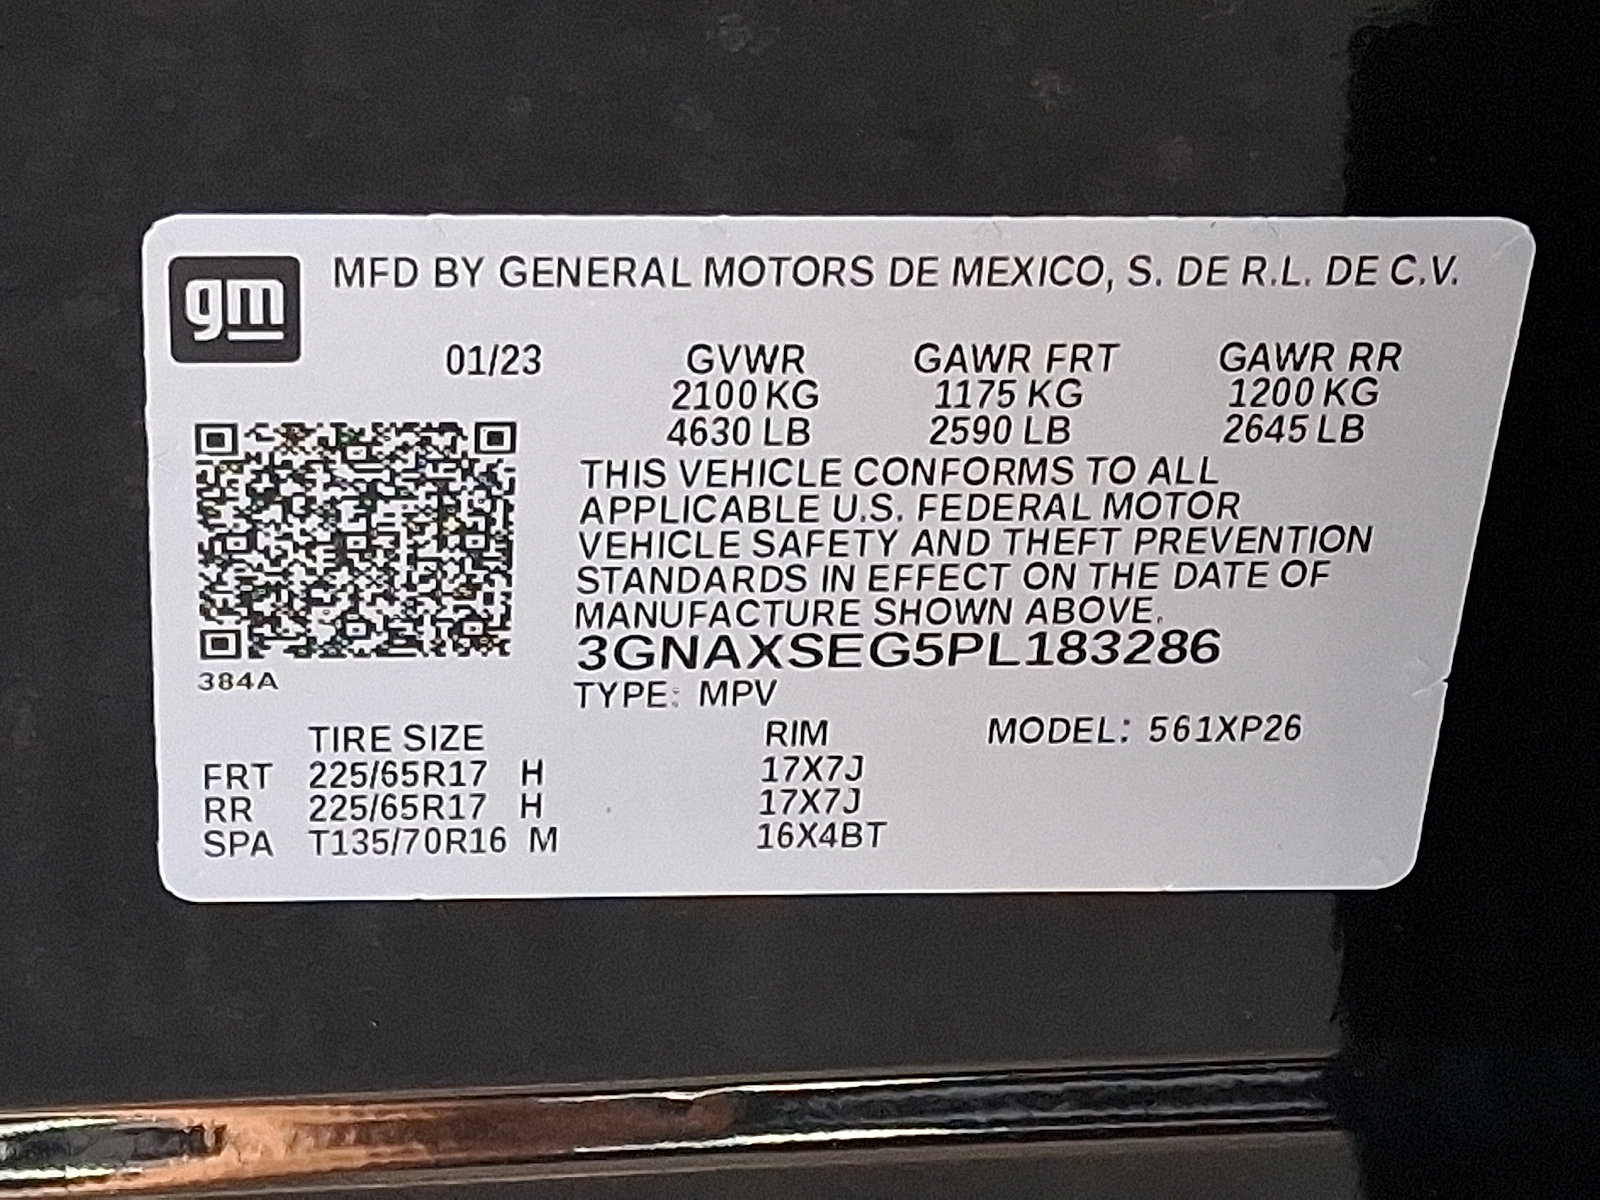 gm MFD BY GENERAL MOTORS DE MEXICO, S. DE R.L. DE C.V.
01/23 GVWR GAWR FRT GAWR RR
2100 KG 1175 KG 1200 KG
4630 LB 2590 LB 2645 LB
THIS VEHICLE CONFORMS TO ALL
APPLICABLE U.S. FEDERAL MOTOR
VEHICLE SAFETY AND THEFT PREVENTION
STANDARDS IN EFFECT ON THE DATE OF
MANUFACTURE SHOWN ABOVE.
3GNAXSEG5PL183286
384A
TYPE: MPV
TIRE SIZE RIM MODEL: 561XP26
FRT 225/65R17 H 17X7J
RR 225/65R17 H 17X7J
SPA T135/70R16 M 16X4BT